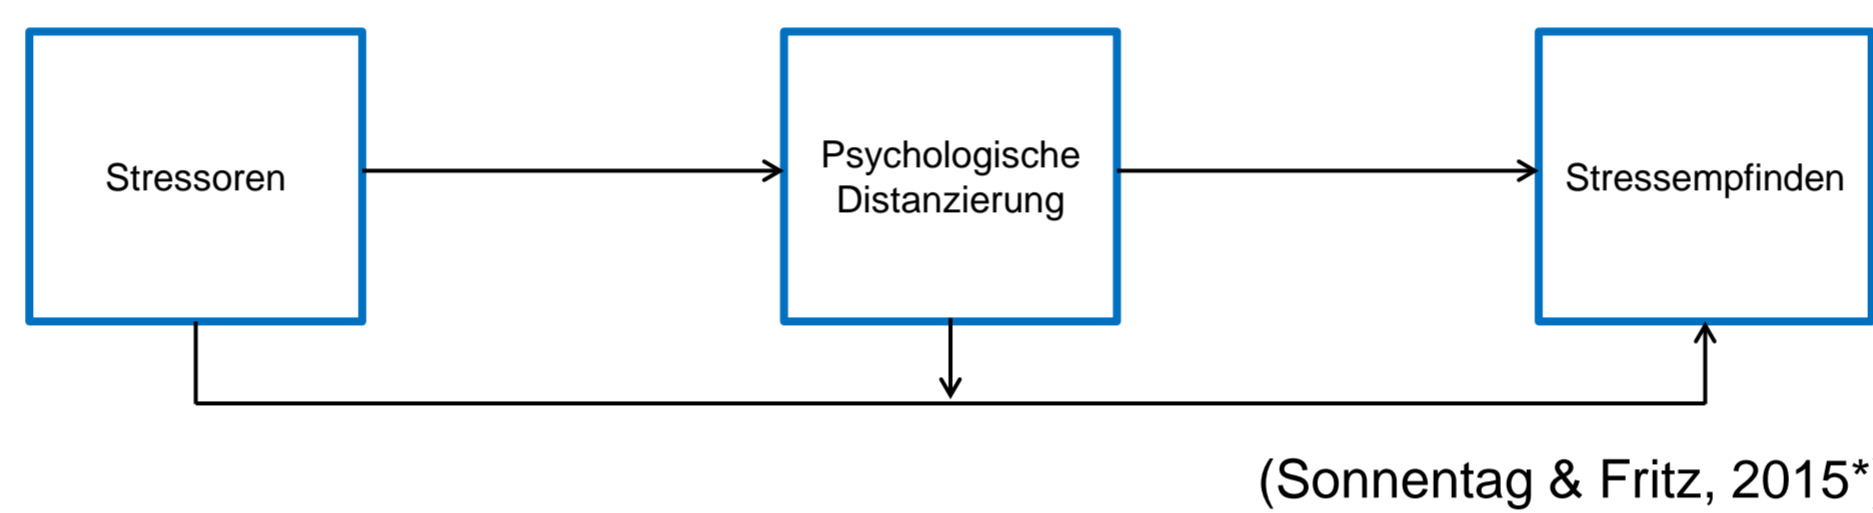 Stressoren
Psychologische
Distanzierung
Stressempfinden
(Sonnentag & Fritz, 2015*